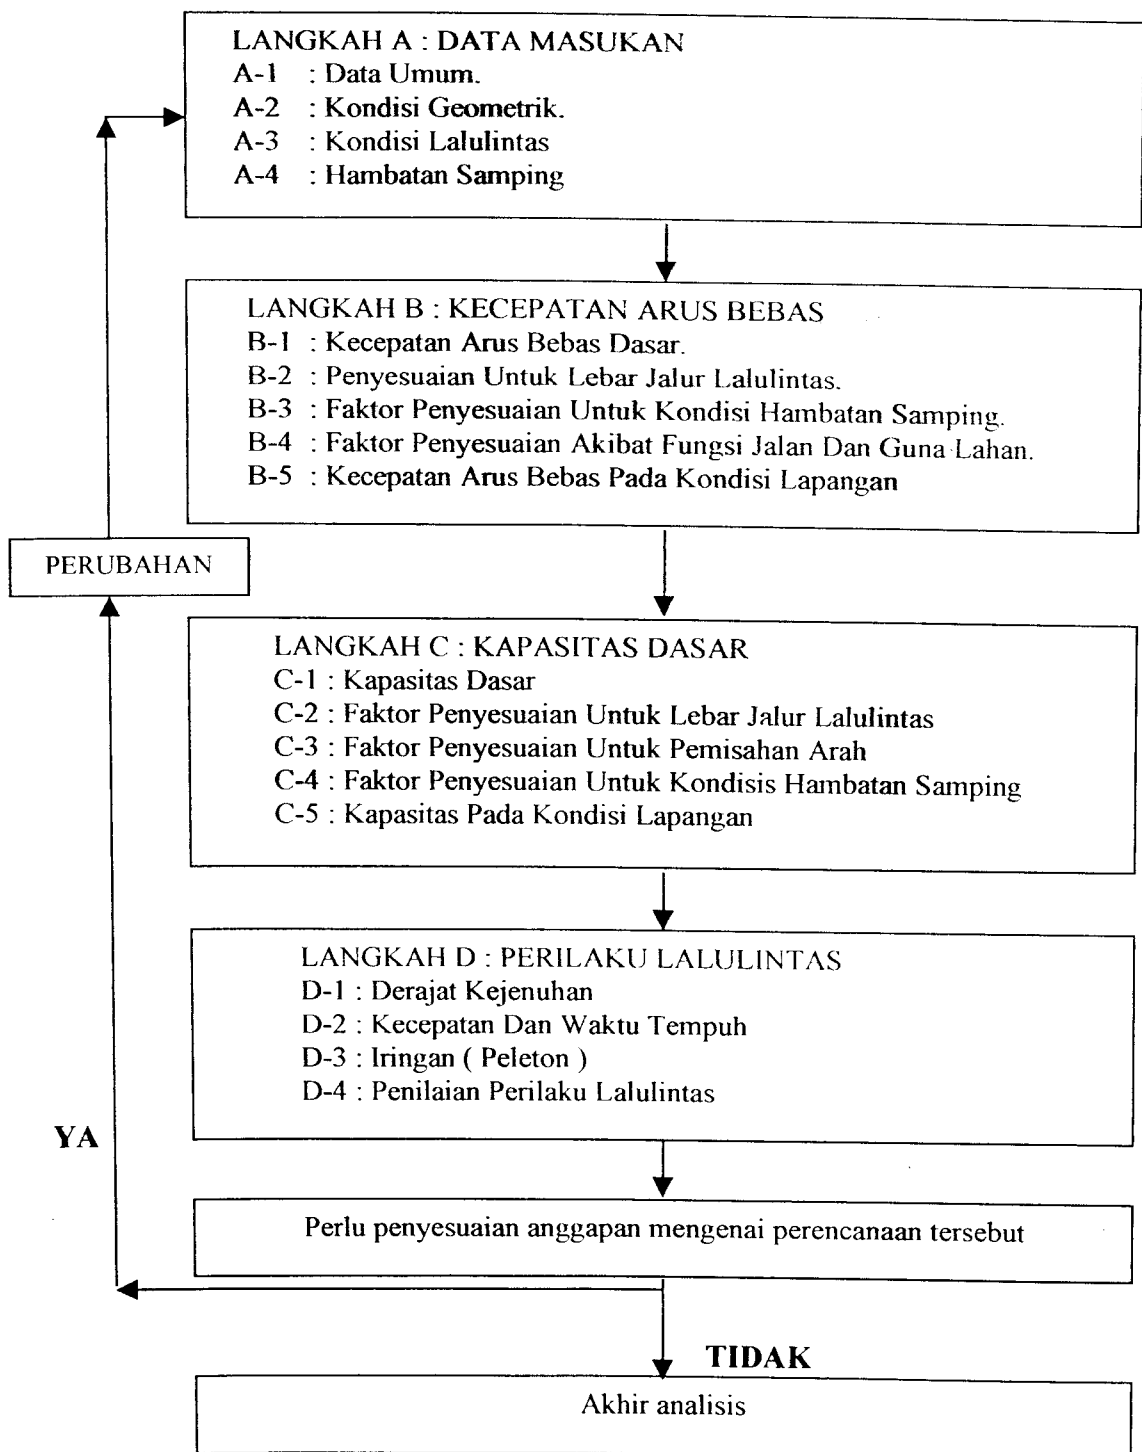 LANGKAH A : DATA MASUKAN
A-1 : Data Umum.
A-2 : Kondisi Geometrik.
A-3 : Kondisi Lalulintas
A-4 : Hambatan Samping
LANGKAH B : KECEPATAN ARUS BEBAS
B-1 : Kecepatan Arus Bebas Dasar.
B-2 : Penyesuaian Untuk Lebar Jalur Lalulintas.
B-3 : Faktor Penyesuaian Untuk Kondisi Hambatan Samping.
B-4 : Faktor Penyesuaian Akibat Fungsi Jalan Dan Guna Lahan.
B-5 : Kecepatan Arus Bebas Pada Kondisi Lapangan
PERUBAHAN
LANGKAH C : KAPASITAS DASAR
C-1 : Kapasitas Dasar
C-2 : Faktor Penyesuaian Untuk Lebar Jalur Lalulintas
C-3 : Faktor Penyesuaian Untuk Pemisahan Arah
C-4 : Faktor Penyesuaian Untuk Kondisis Hambatan Samping
C-5 : Kapasitas Pada Kondisi Lapangan
LANGKAH D : PERILAKU LALULINTAS
D-1 : Derajat Kejenuhan
D-2 : Kecepatan Dan Waktu Tempuh
D-3 : Iringan ( Peleton )
D-4 : Penilaian Perilaku Lalulintas
YA
Perlu penyesuaian anggapan mengenai perencanaan tersebut
TIDAK
Akhir analisis